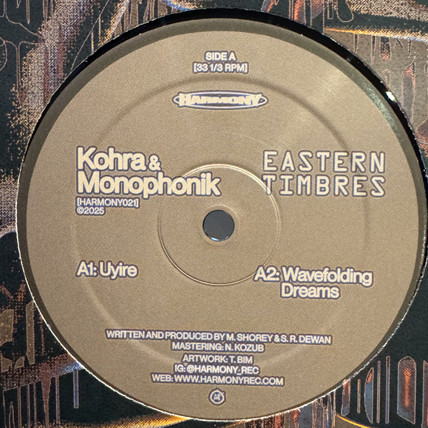 SIDE A
[33 1/3 RPM]
HARMONY
Kohra &
Monophonik
EASTERN
TIMBRES
[HARMONY021]
©2025
A1: Uyire
A2: Wavefolding
Dreams
WRITTEN AND PRODUCED BY M. SHOREY & S. R. DEWAN
MASTERING: N. KOZUB
ARTWORK: T. BIM
IG: @HARMONY_REC
WEB: WWW.HARMONYREC.COM